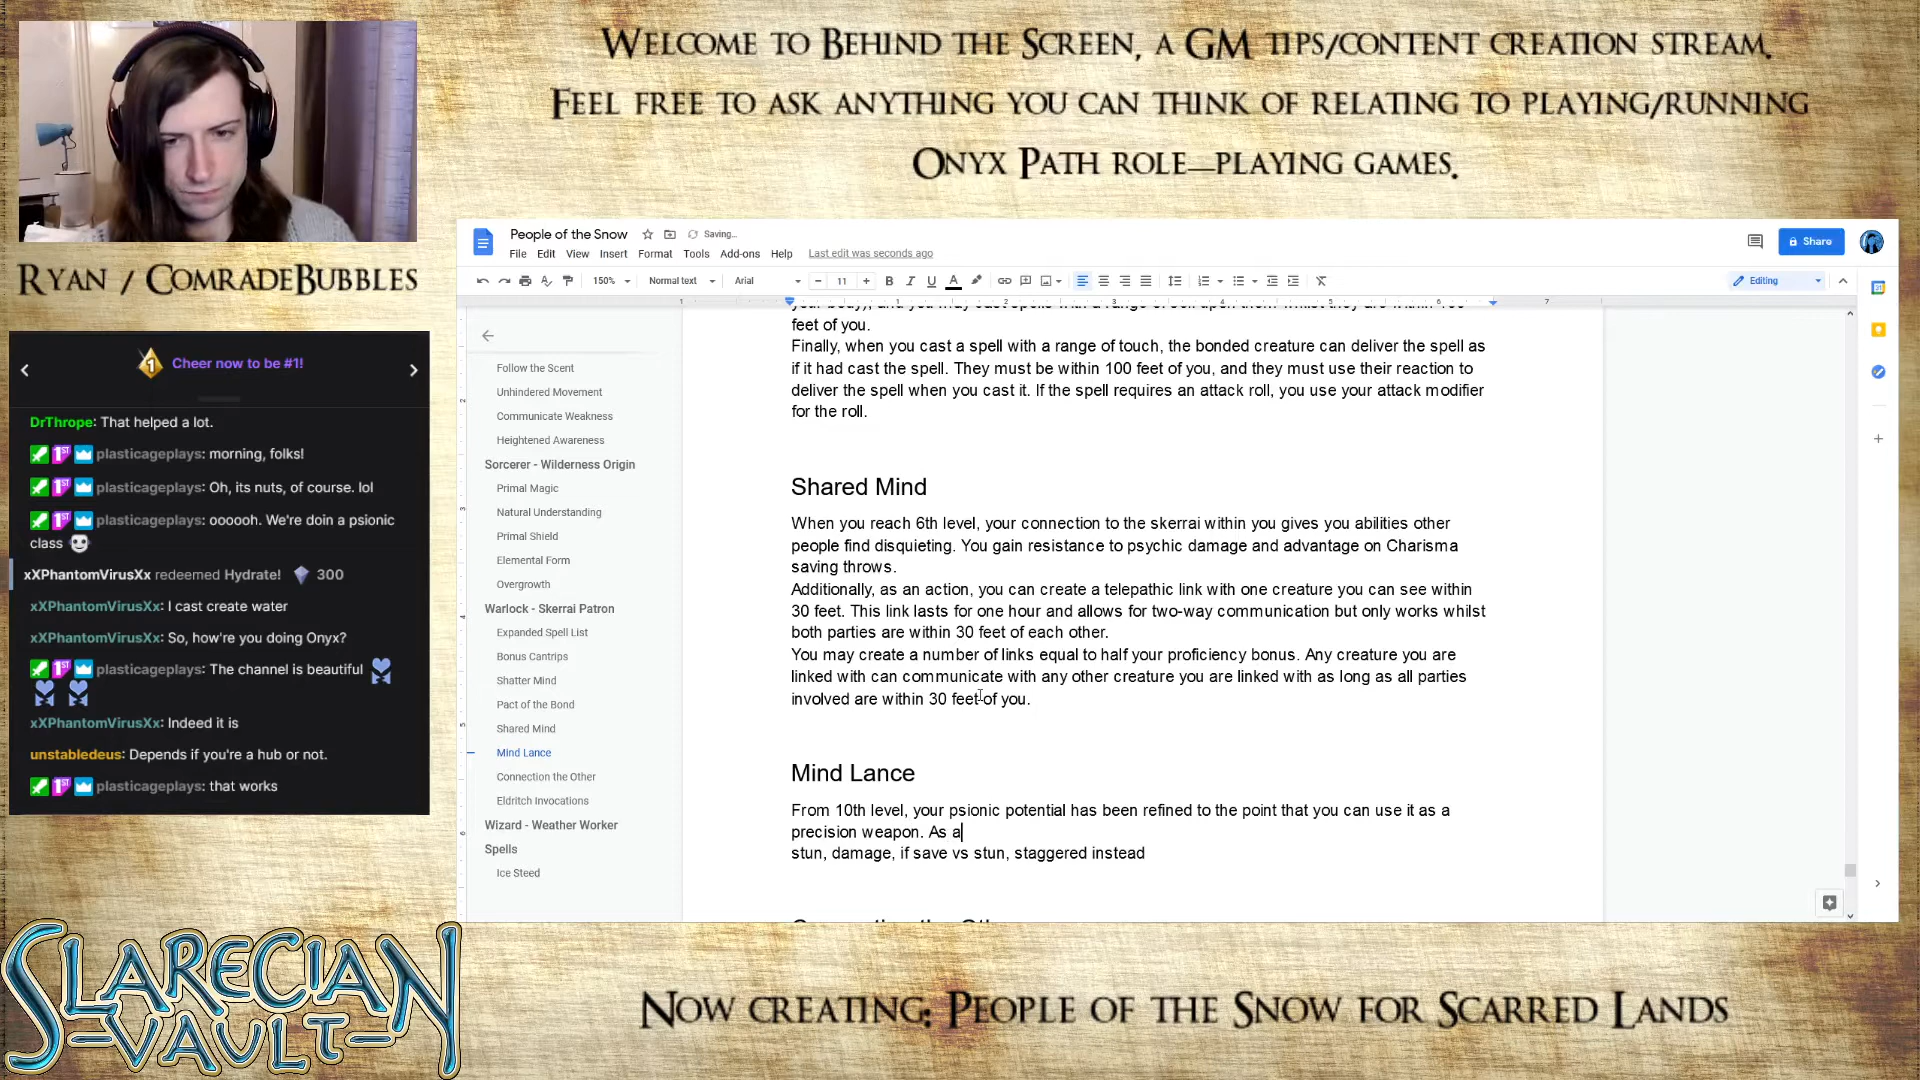 WELCOME TO BEHIND THE SCREEN, A GM TIPS/CONTENT CREATION STREAM.
FEEL FREE TO ASK ANYTHING YOU CAN THINK OF RELATING TO PLAYING/RUNNING
ONYX PATH ROLE—PLAYING GAMES.
RYAN / COMRADEBUBBLES
Cheer now to be #1!
DrThrope: That helped a lot.
plasticageplays: morning, folks!
plasticageplays: Oh, its nuts, of course. lol
plasticageplays: oooooh. We're doin a psionic
class
xXPhantomVirusXx redeemed Hydrate! 300
xXPhantomVirusXx: I cast create water
xXPhantomVirusXx: So, how're you doing Onyx?
plasticageplays: The channel is beautiful
xXPhantomVirusXx: Indeed it is
unstabledeus: Depends if you're a hub or not.
plasticageplays: that works
People of the Snow
Saving...
File Edit View Insert Format Tools Add-ons Help Last edit was seconds ago
Share
150% Normal text Arial 11
Editing
Follow the Scent
Unhindered Movement
Communicate Weakness
Heightened Awareness
Sorcerer - Wilderness Origin
Primal Magic
Natural Understanding
Primal Shield
Elemental Form
Overgrowth
Warlock - Skerrai Patron
Expanded Spell List
Bonus Cantrips
Shatter Mind
Pact of the Bond
Shared Mind
Mind Lance
Connection the Other
Eldritch Invocations
Wizard - Weather Worker
Spells
Ice Steed
feet of you.
Finally, when you cast a spell with a range of touch, the bonded creature can deliver the spell as
if it had cast the spell. They must be within 100 feet of you, and they must use their reaction to
deliver the spell when you cast it. If the spell requires an attack roll, you use your attack modifier
for the roll.
Shared Mind
When you reach 6th level, your connection to the skerrai within you gives you abilities other
people find disquieting. You gain resistance to psychic damage and advantage on Charisma
saving throws.
Additionally, as an action, you can create a telepathic link with one creature you can see within
30 feet. This link lasts for one hour and allows for two-way communication but only works whilst
both parties are within 30 feet of each other.
You may create a number of links equal to half your proficiency bonus. Any creature you are
linked with can communicate with any other creature you are linked with as long as all parties
involved are within 30 feet of you.
Mind Lance
From 10th level, your psionic potential has been refined to the point that you can use it as a
precision weapon. As a
stun, damage, if save vs stun, staggered instead
SLARECIAN
VAULT
NOW CREATING: PEOPLE OF THE SNOW FOR SCARRED LANDS